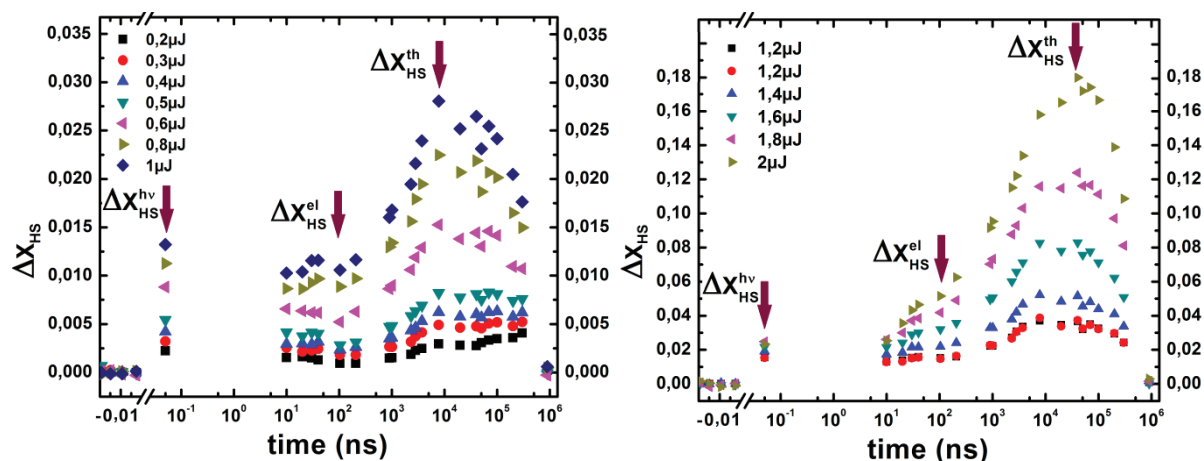 0,035
0,030
0,025
0,020
0,015
0,010
0,005
0,000
ΔX_HS
0,2μJ
0,3μJ
0,4μJ
0,5μJ
0,6μJ
0,8μJ
1μJ
ΔX_HS^hν
ΔX_HS^el
ΔX_HS^th
0,035
0,030
0,025
0,020
0,015
0,010
0,005
0,000
-0,01 10^-1 10^0 10^1 10^2 10^3 10^4 10^5 10^6
time (ns)
0,18
0,16
0,14
0,12
0,10
0,08
0,06
0,04
0,02
0,00
ΔX_HS
1,2μJ
1,2μJ
1,4μJ
1,6μJ
1,8μJ
2μJ
ΔX_HS^hν
ΔX_HS^el
ΔX_HS^th
0,18
0,16
0,14
0,12
0,10
0,08
0,06
0,04
0,02
0,00
-0,01 10^-1 10^0 10^1 10^2 10^3 10^4 10^5 10^6
time (ns)